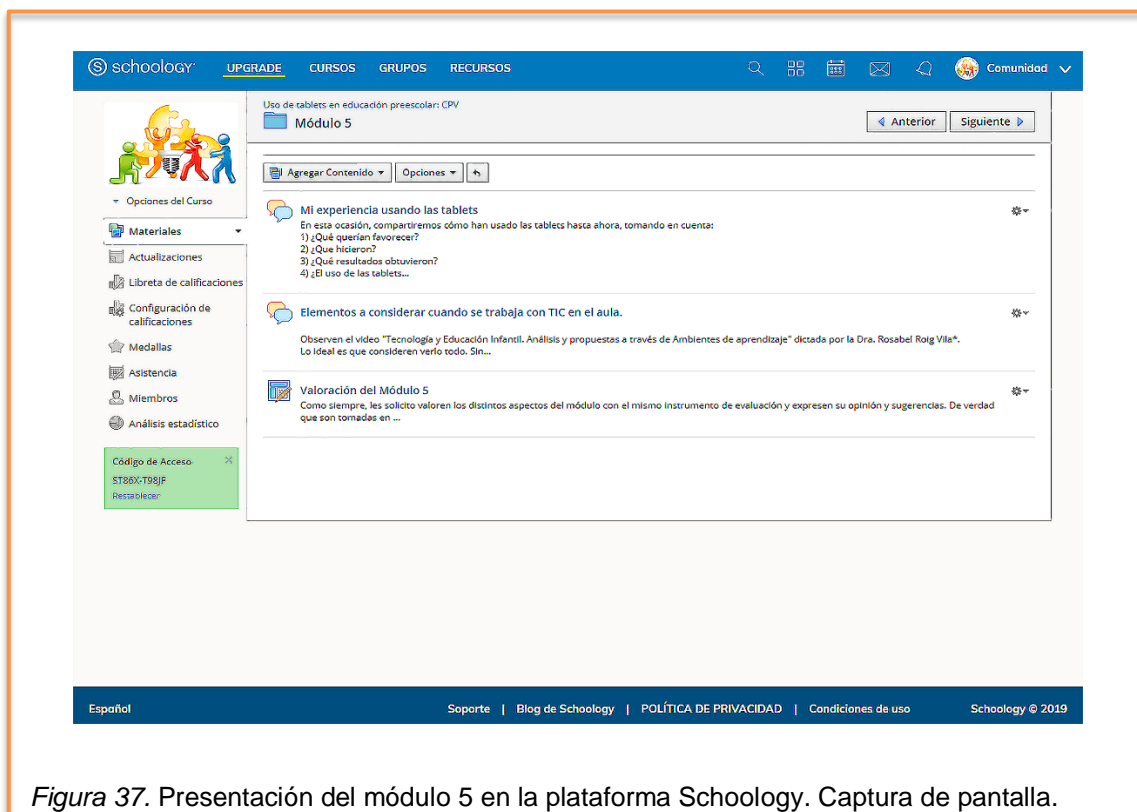 schoology UPGRADE CURSOS GRUPOS RECURSOS Comunidad
Uso de tablets en educación preescolar: CPV
Módulo 5
Anterior Siguiente
Opciones del Curso
Materiales
Actualizaciones
Libreta de calificaciones
Configuración de
calificaciones
Medallas
Asistencia
Miembros
Análisis estadístico
Código de Acceso
ST86X-T98JF
Restablecer
Agregar Contenido Opciones
Mi experiencia usando las tablets
En esta ocasión, compartiremos cómo han usado las tablets hasta ahora, tomando en cuenta:
1) ¿Qué querían favorecer?
2) ¿Que hicieron?
3) ¿Qué resultados obtuvieron?
4) ¿El uso de las tablets...
Elementos a considerar cuando se trabaja con TIC en el aula.
Observen el video "Tecnología y Educación Infantil. Análisis y propuestas a través de Ambientes de aprendizaje" dictada por la Dra. Rosabel Roig Vila*.
Lo ideal es que consideren verlo todo. Sin...
Valoración del Módulo 5
Como siempre, les solicito valoren los distintos aspectos del módulo con el mismo instrumento de evaluación y expresen su opinión y sugerencias. De verdad
que son tomadas en ...
Español Soporte | Blog de Schoology | POLÍTICA DE PRIVACIDAD | Condiciones de uso Schoology © 2019
Figura 37. Presentación del módulo 5 en la plataforma Schoology. Captura de pantalla.